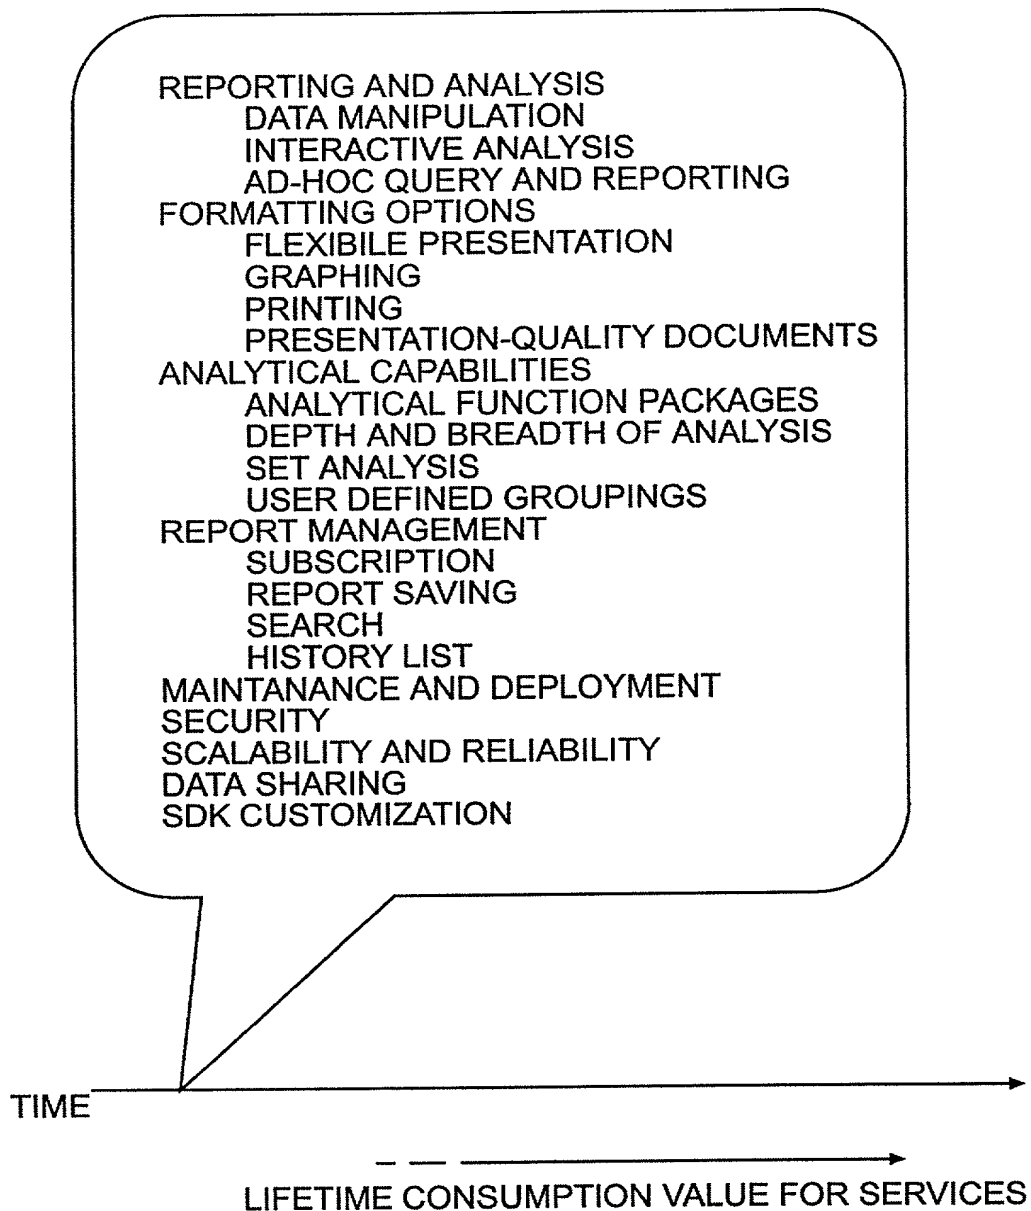 REPORTING AND ANALYSIS
DATA MANIPULATION
INTERACTIVE ANALYSIS
AD-HOC QUERY AND REPORTING
FORMATTING OPTIONS
FLEXIBILE PRESENTATION
GRAPHING
PRINTING
PRESENTATION-QUALITY DOCUMENTS
ANALYTICAL CAPABILITIES
ANALYTICAL FUNCTION PACKAGES
DEPTH AND BREADTH OF ANALYSIS
SET ANALYSIS
USER DEFINED GROUPINGS
REPORT MANAGEMENT
SUBSCRIPTION
REPORT SAVING
SEARCH
HISTORY LIST
MAINTANANCE AND DEPLOYMENT
SECURITY
SCALABILITY AND RELIABILITY
DATA SHARING
SDK CUSTOMIZATION
TIME
LIFETIME CONSUMPTION VALUE FOR SERVICES